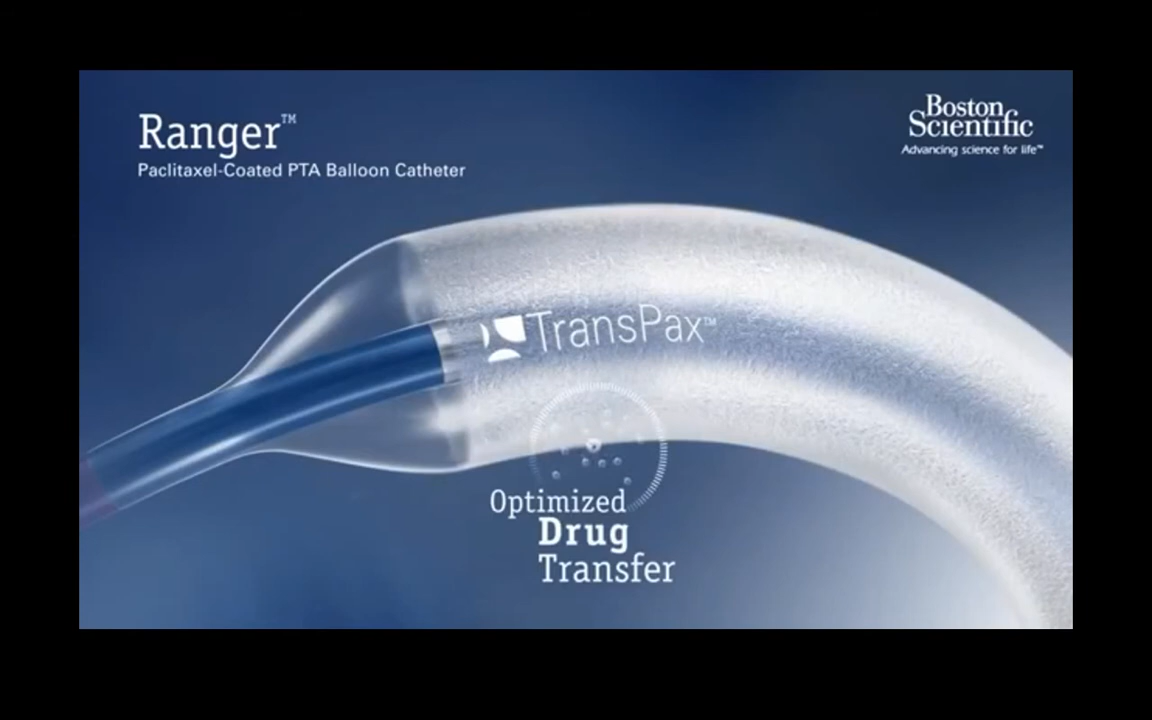 Ranger™
Paclitaxel-Coated PTA Balloon Catheter
Boston
Scientific
Advancing science for life™
TransPax™
Optimized
Drug
Transfer